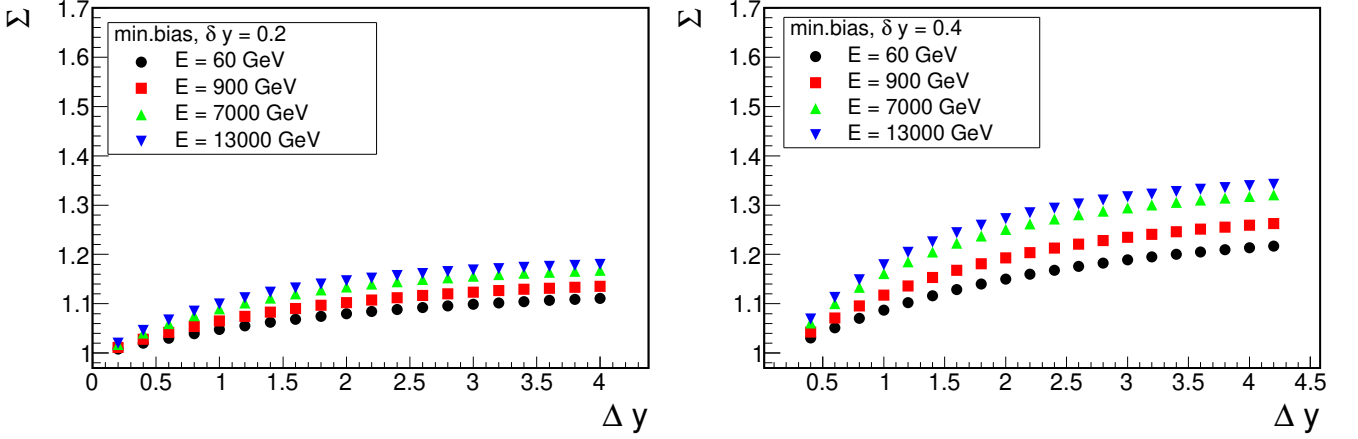 Σ
1.7
1.6
1.5
1.4
1.3
1.2
1.1
1
min.bias, δ y = 0.2
E = 60 GeV
E = 900 GeV
E = 7000 GeV
E = 13000 GeV
0 0.5 1 1.5 2 2.5 3 3.5 4
Δ y
Σ
1.7
1.6
1.5
1.4
1.3
1.2
1.1
1
min.bias, δ y = 0.4
E = 60 GeV
E = 900 GeV
E = 7000 GeV
E = 13000 GeV
0.5 1 1.5 2 2.5 3 3.5 4 4.5
Δ y